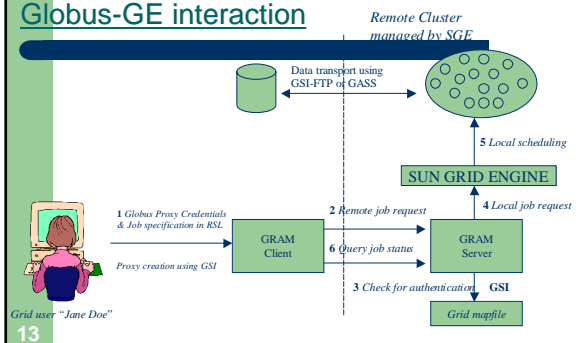 Globus-GE interaction
Remote Cluster
managed by SGE
Data transport using
GSI-FTP or GASS
5 Local scheduling
SUN GRID ENGINE
1 Globus Proxy Credentials
& Job specification in RSL
2 Remote job request
4 Local job request
GRAM
Client
6 Query job status
GRAM
Server
Proxy creation using GSI
3 Check for authentication
GSI
Grid user "Jane Doe"
Grid mapfile
13